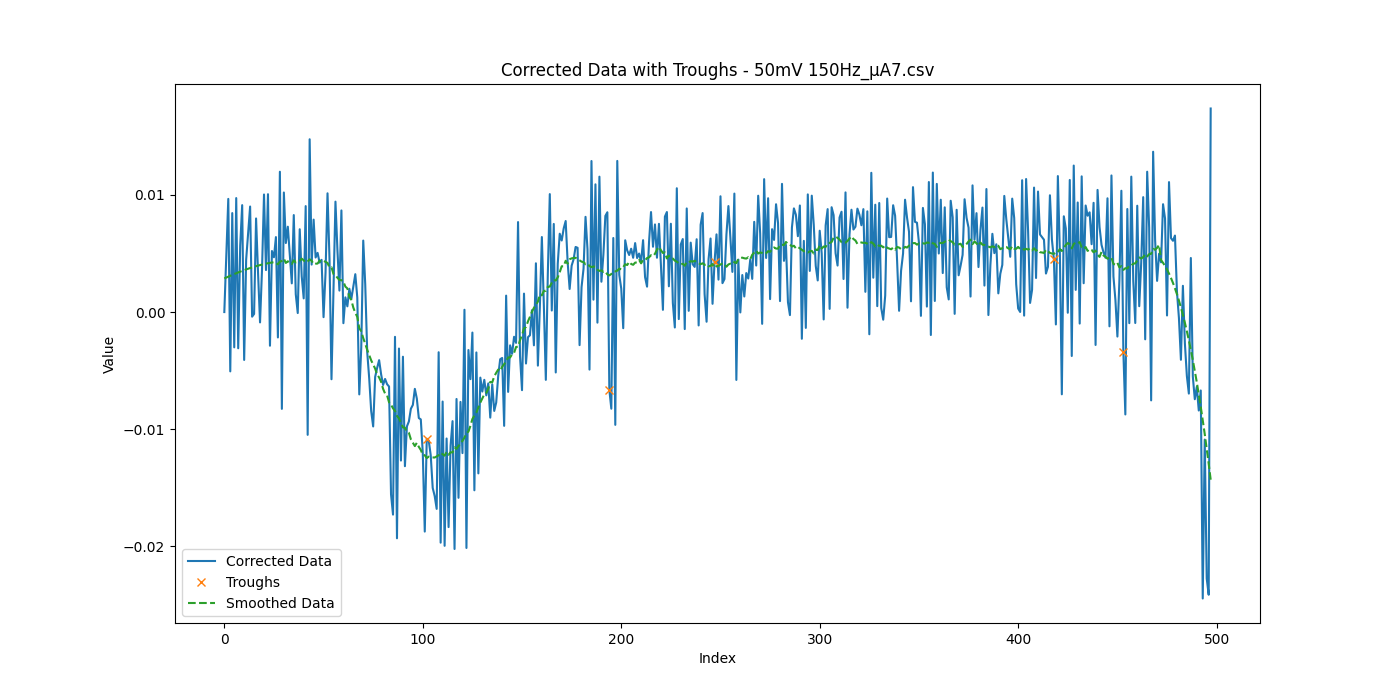 Corrected Data with Troughs - 50mV 150Hz_μA7.csv
0.01
0.00
−0.01
−0.02
Value
Corrected Data
Troughs
Smoothed Data
0
100
200
300
400
500
Index